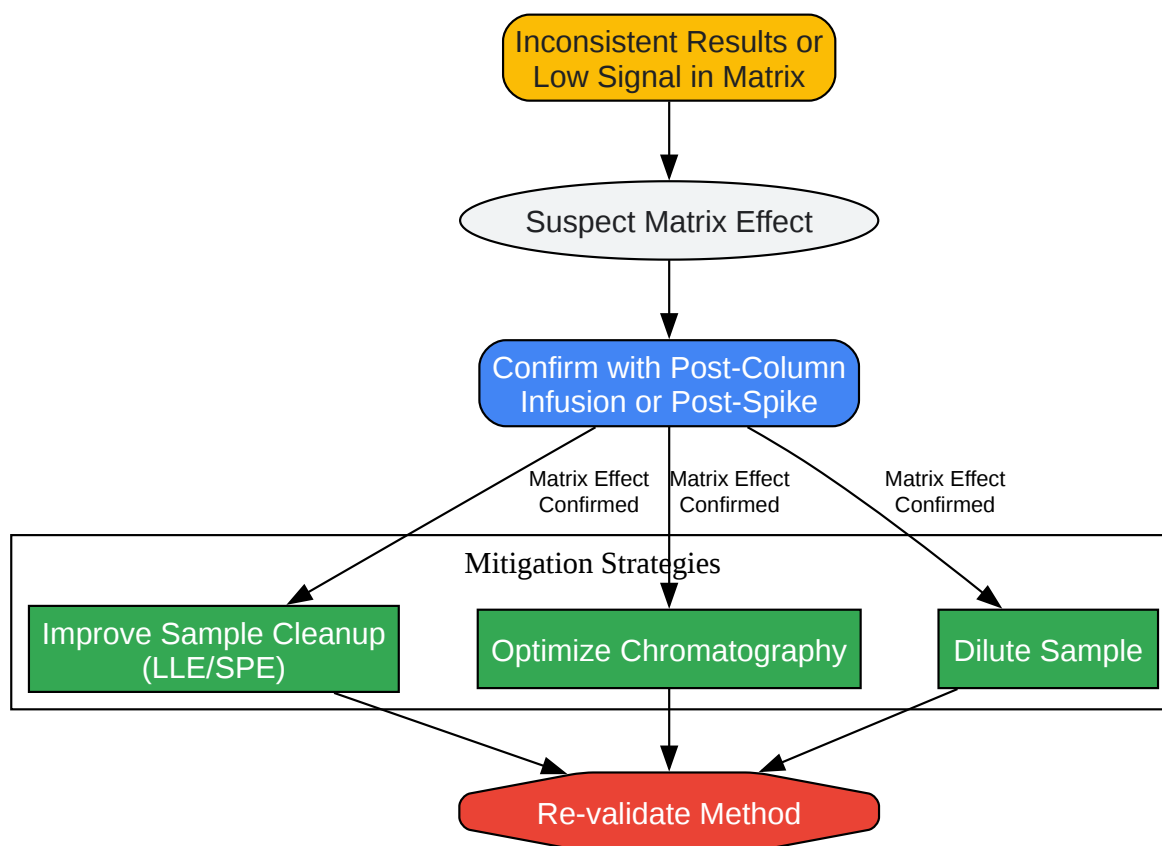 Inconsistent Results or
Low Signal in Matrix
Suspect Matrix Effect
Confirm with Post-Column
Infusion or Post-Spike
Matrix Effect
Confirmed
Matrix Effect
Confirmed
Matrix Effect
Confirmed
Mitigation Strategies
Improve Sample Cleanup
(LLE/SPE)
Optimize Chromatography
Dilute Sample
Re-validate Method